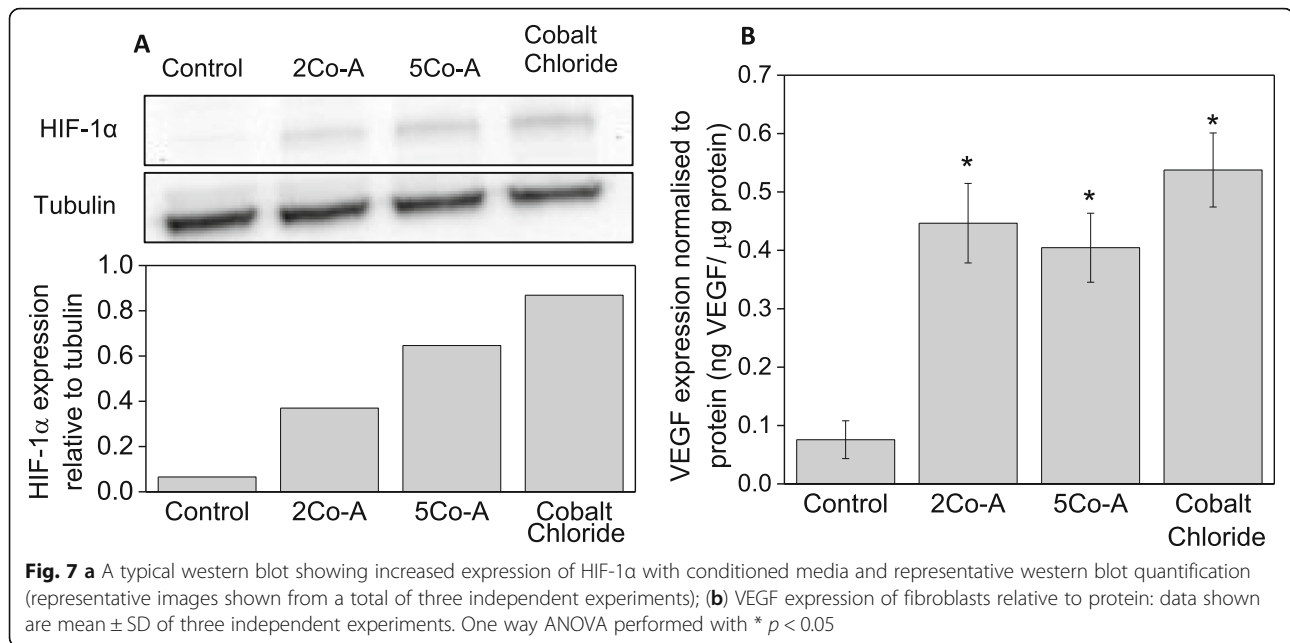 A
Control 2Co-A 5Co-A Cobalt Chloride
HIF-1α
Tubulin
HIF-1α expression
relative to tubulin
1.0
0.8
0.6
0.4
0.2
0.0
Control 2Co-A 5Co-A Cobalt
Chloride
B
VEGF expression normalised to
protein (ng VEGF/ μg protein)
0.7
0.6
0.5
0.4
0.3
0.2
0.1
0.0
*
*
*
Control 2Co-A 5Co-A Cobalt
Chloride
Fig. 7 a A typical western blot showing increased expression of HIF-1α with conditioned media and representative western blot quantification
(representative images shown from a total of three independent experiments); (b) VEGF expression of fibroblasts relative to protein: data shown
are mean ± SD of three independent experiments. One way ANOVA performed with * p < 0.05